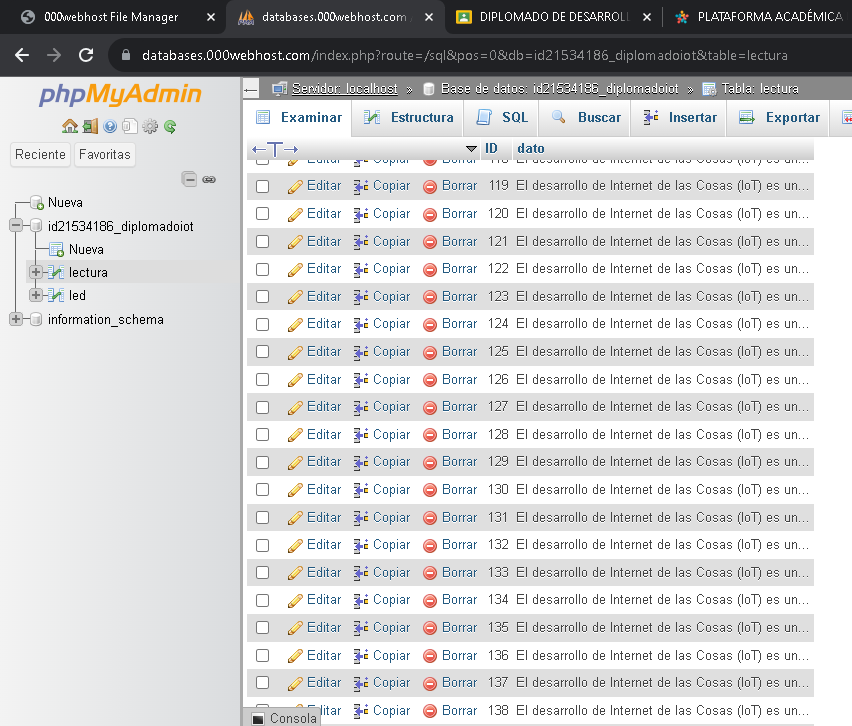 000webhost File Manager
databases.000webhost.com
DIPLOMADO DE DESARROLL
PLATAFORMA ACADÉMICA
databases.000webhost.com/index.php?route=/sql&pos=0&db=id21534186_diplomadoiot&table=lectura
phpMyAdmin
Reciente Favoritas
Nueva
id21534186_diplomadoiot
Nueva
lectura
led
information_schema
Servidor: localhost » Base de datos: id21534186_diplomadoiot » Tabla: lectura
Examinar Estructura SQL Buscar Insertar Exportar
ID dato
Editar Copiar Borrar 118 El desarrollo de Internet de las Cosas (IoT) es un...
Editar Copiar Borrar 119 El desarrollo de Internet de las Cosas (IoT) es un...
Editar Copiar Borrar 120 El desarrollo de Internet de las Cosas (IoT) es un...
Editar Copiar Borrar 121 El desarrollo de Internet de las Cosas (IoT) es un...
Editar Copiar Borrar 122 El desarrollo de Internet de las Cosas (IoT) es un...
Editar Copiar Borrar 123 El desarrollo de Internet de las Cosas (IoT) es un...
Editar Copiar Borrar 124 El desarrollo de Internet de las Cosas (IoT) es un...
Editar Copiar Borrar 125 El desarrollo de Internet de las Cosas (IoT) es un...
Editar Copiar Borrar 126 El desarrollo de Internet de las Cosas (IoT) es un...
Editar Copiar Borrar 127 El desarrollo de Internet de las Cosas (IoT) es un...
Editar Copiar Borrar 128 El desarrollo de Internet de las Cosas (IoT) es un...
Editar Copiar Borrar 129 El desarrollo de Internet de las Cosas (IoT) es un...
Editar Copiar Borrar 130 El desarrollo de Internet de las Cosas (IoT) es un...
Editar Copiar Borrar 131 El desarrollo de Internet de las Cosas (IoT) es un...
Editar Copiar Borrar 132 El desarrollo de Internet de las Cosas (IoT) es un...
Editar Copiar Borrar 133 El desarrollo de Internet de las Cosas (IoT) es un...
Editar Copiar Borrar 134 El desarrollo de Internet de las Cosas (IoT) es un...
Editar Copiar Borrar 135 El desarrollo de Internet de las Cosas (IoT) es un...
Editar Copiar Borrar 136 El desarrollo de Internet de las Cosas (IoT) es un...
Editar Copiar Borrar 137 El desarrollo de Internet de las Cosas (IoT) es un...
Editar Copiar Borrar 138 El desarrollo de Internet de las Cosas (IoT) es un...
Consola